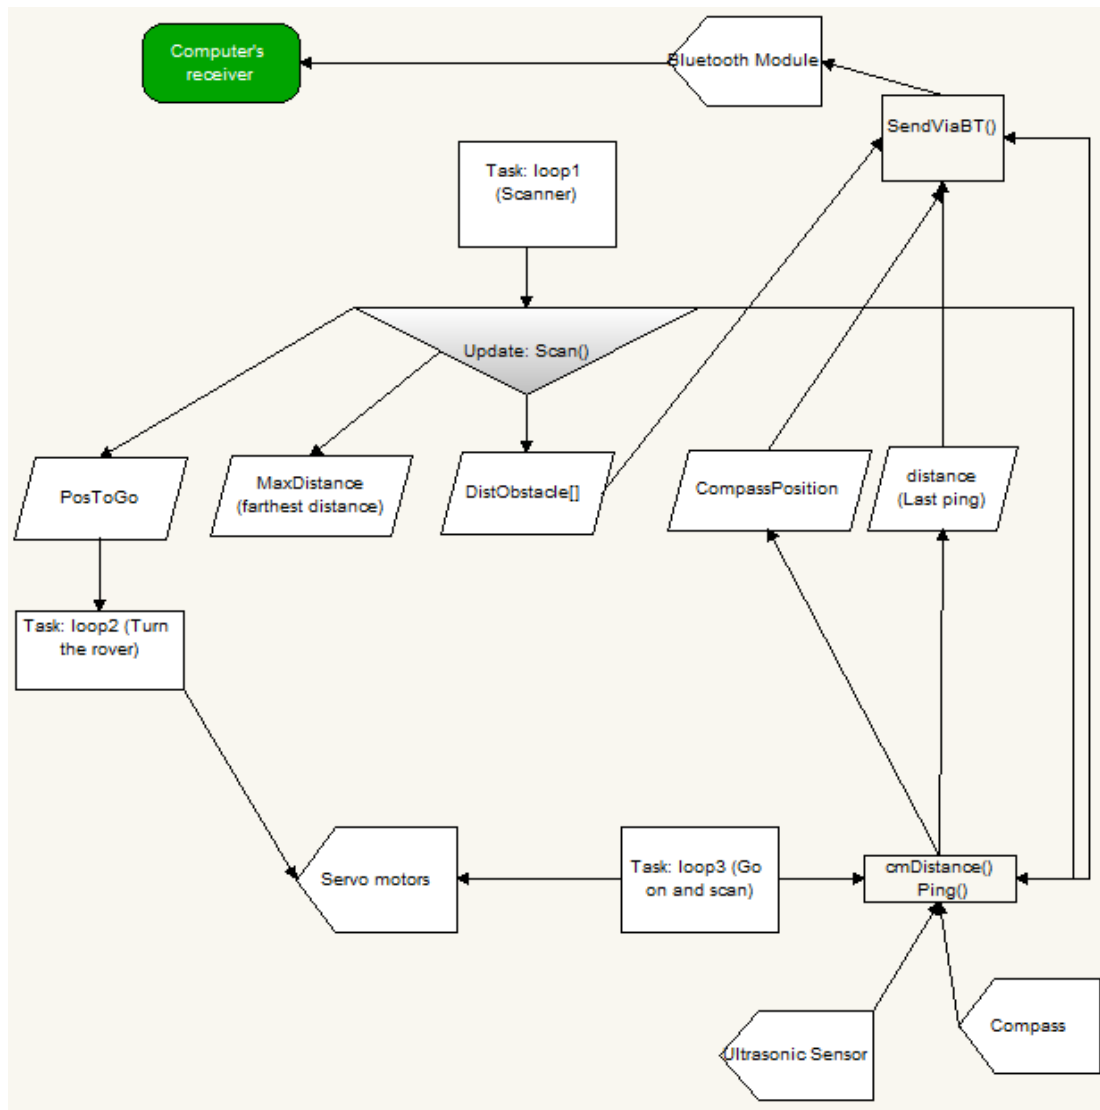 Computer's
receiver
Bluetooth Module
SendViaBT()
Task: loop1
(Scanner)
Update: Scan()
PosToGo
MaxDistance
(farthest distance)
DistObstacle[]
CompassPosition
distance
(Last ping)
Task: loop2 (Turn
the rover)
Servo motors
Task: loop3 (Go
on and scan)
cmDistance()
Ping()
Ultrasonic Sensor
Compass